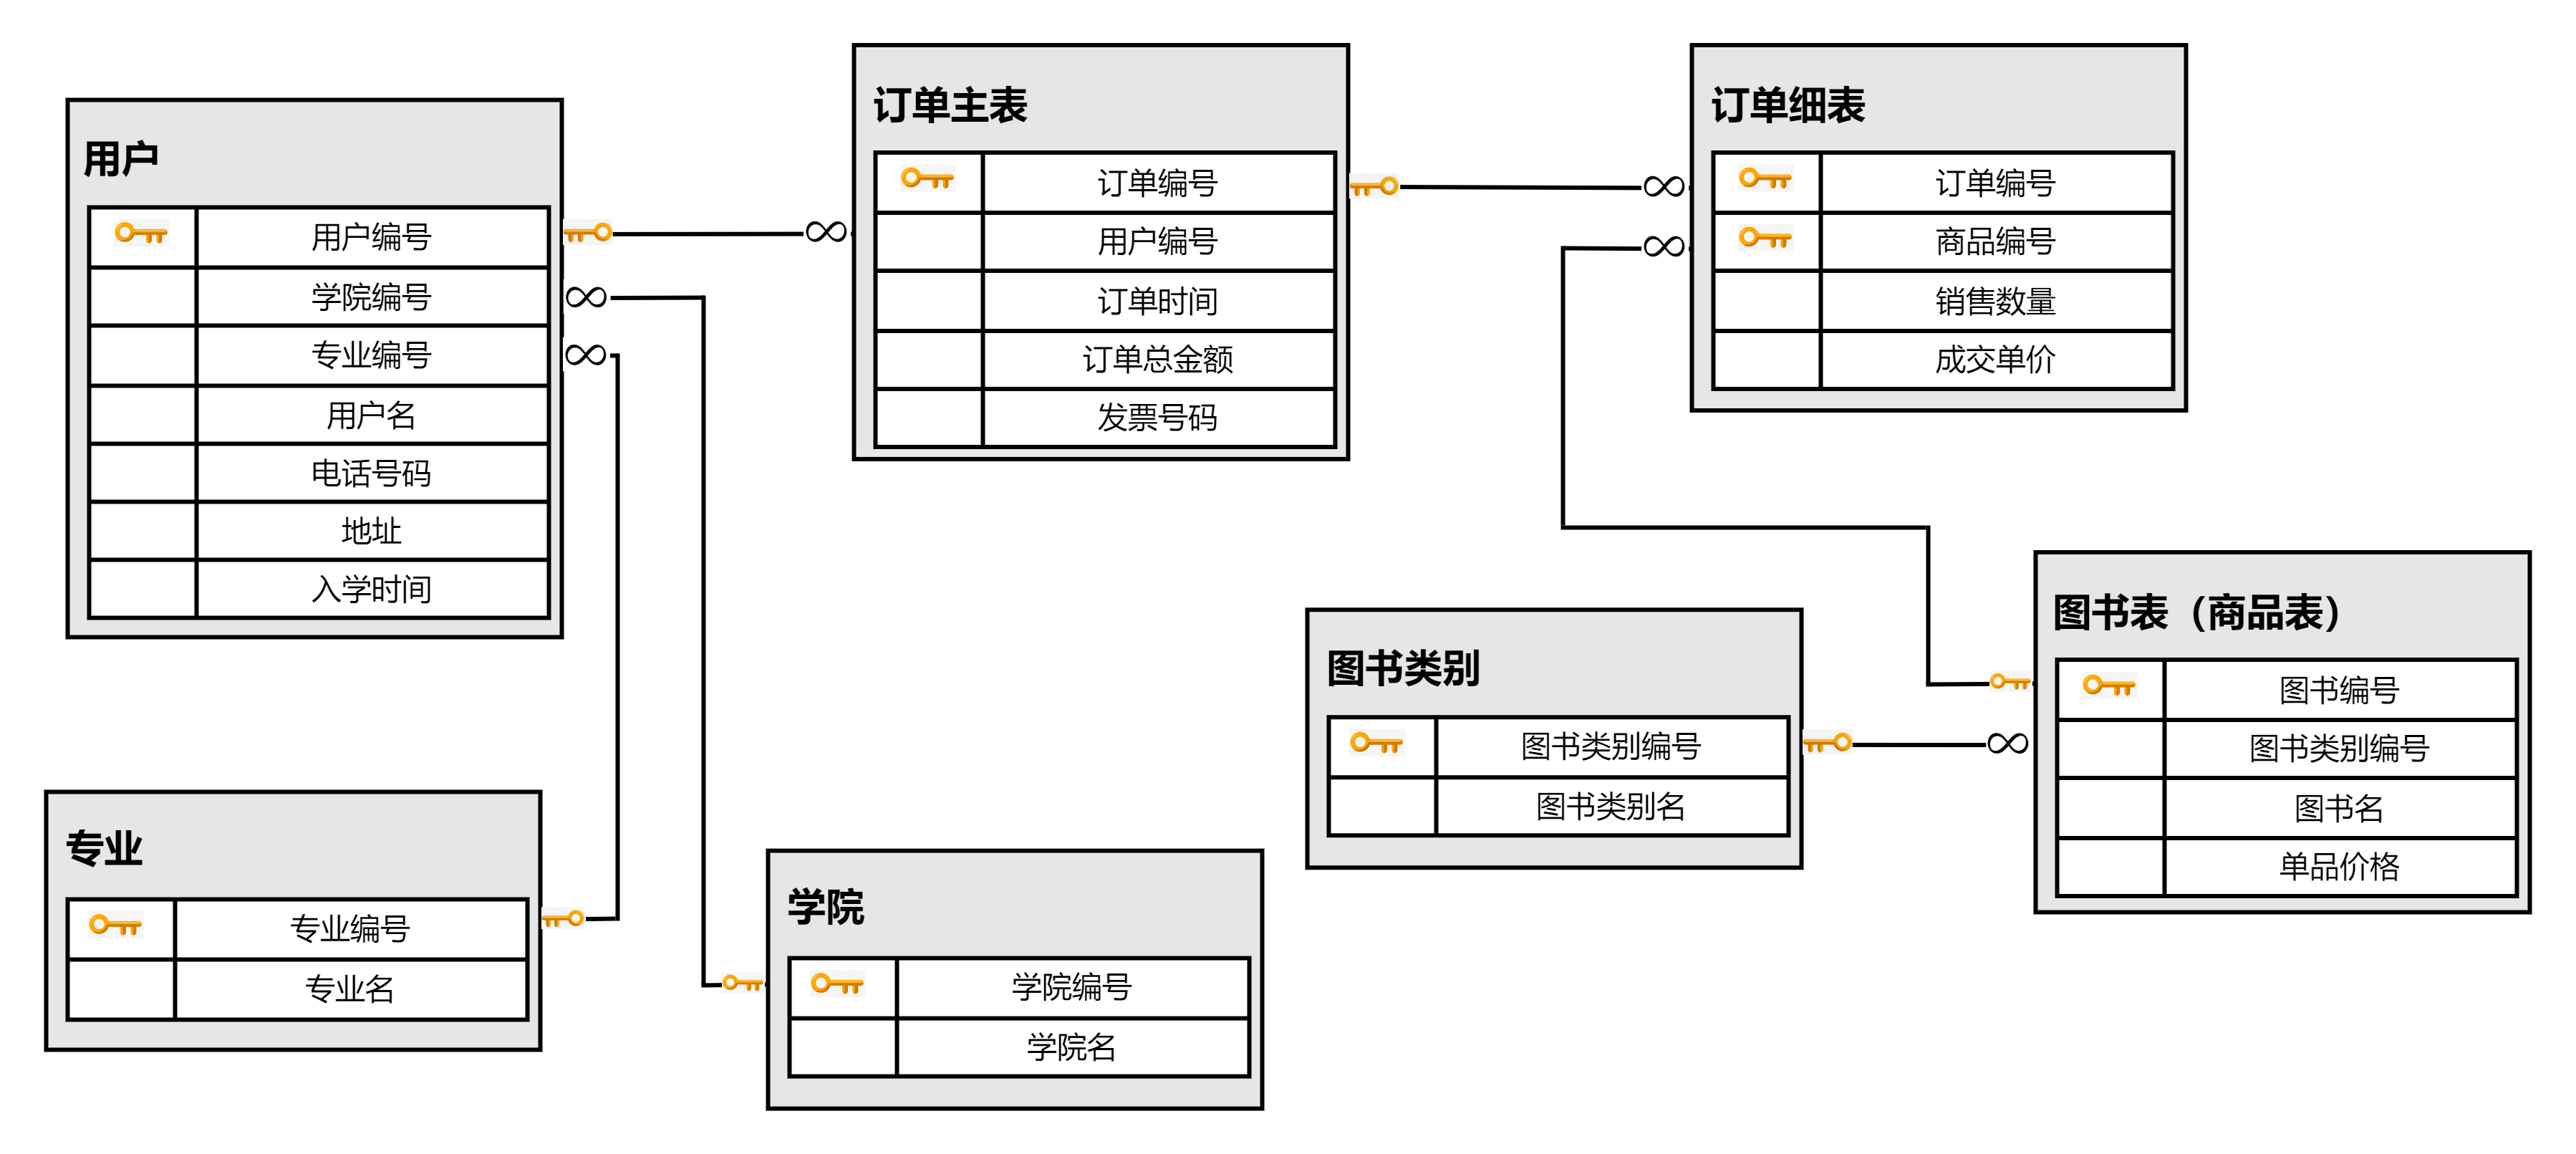 用户
用户编号
学院编号
专业编号
用户名
电话号码
地址
入学时间
订单主表
订单编号
用户编号
订单时间
订单总金额
发票号码
订单细表
订单编号
商品编号
销售数量
成交单价
图书类别
图书类别编号
图书类别名
图书表（商品表）
图书编号
图书类别编号
图书名
单品价格
专业
专业编号
专业名
学院
学院编号
学院名